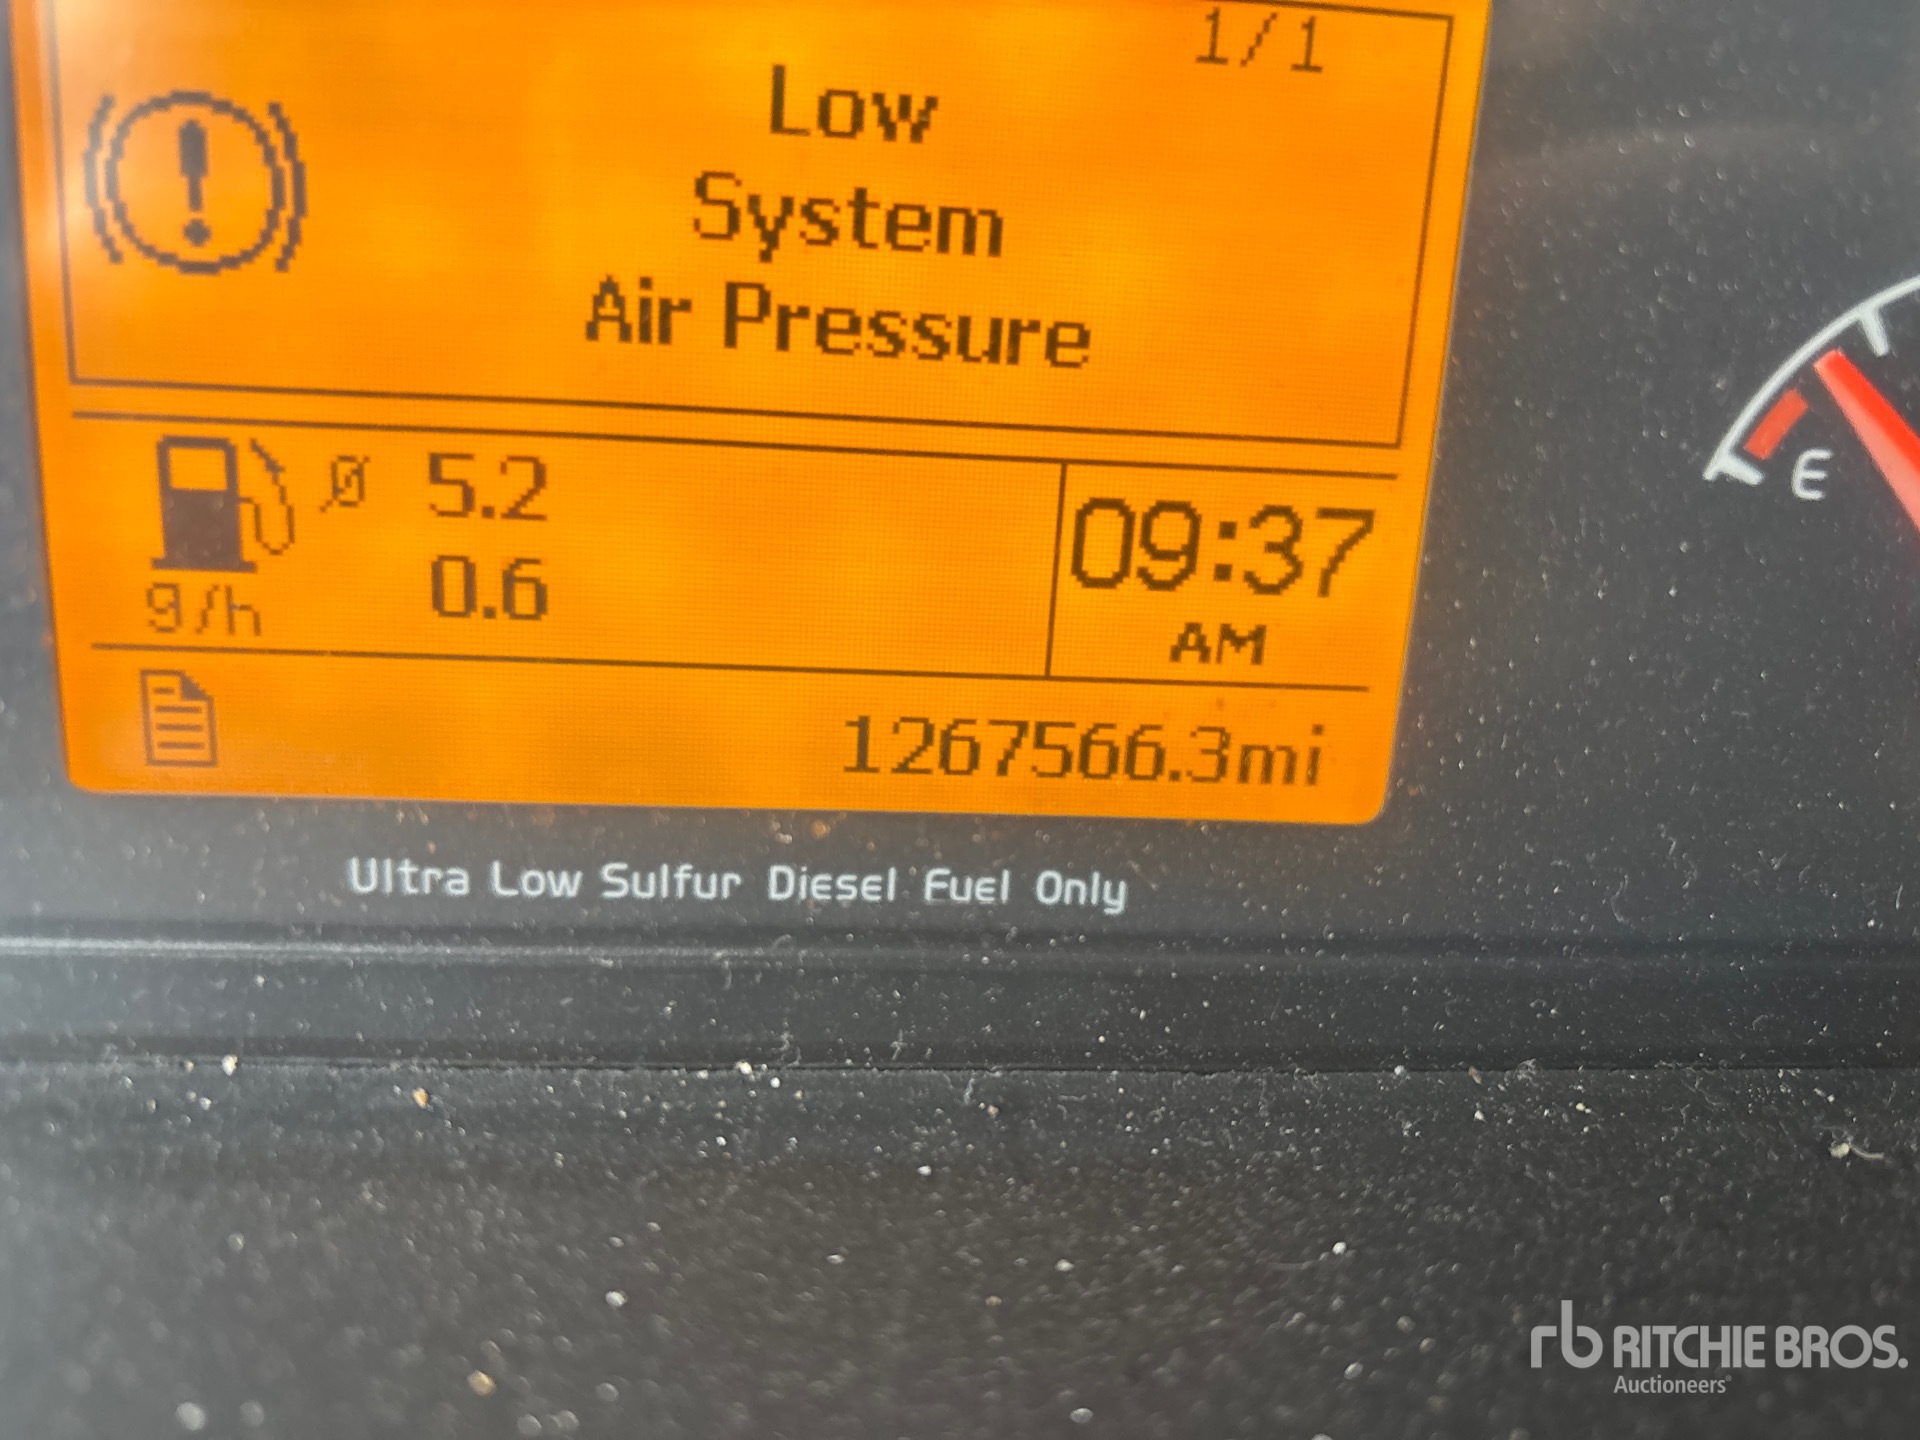 1/1
Low
System
Air Pressure
Ø 5.2
0.6
g/h
09:37
AM
1267566.3mi
E
Ultra Low Sulfur Diesel Fuel Only
rb RITCHIE BROS.
Auctioneers